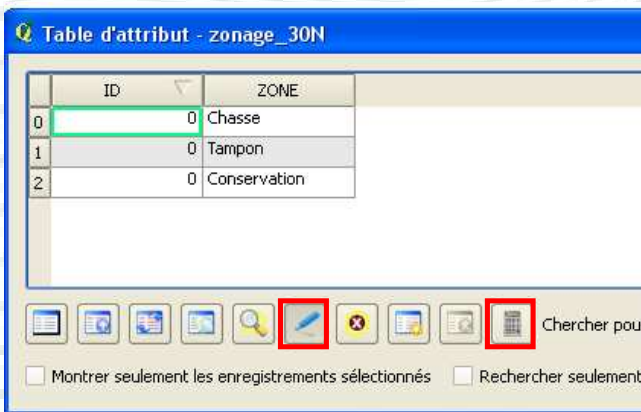 Table d'attribut - zonage_30N
ID ZONE
0 0 Chasse
1 0 Tampon
2 0 Conservation
Chercher pou
Montrer seulement les enregistrements sélectionnés Rechercher seulement